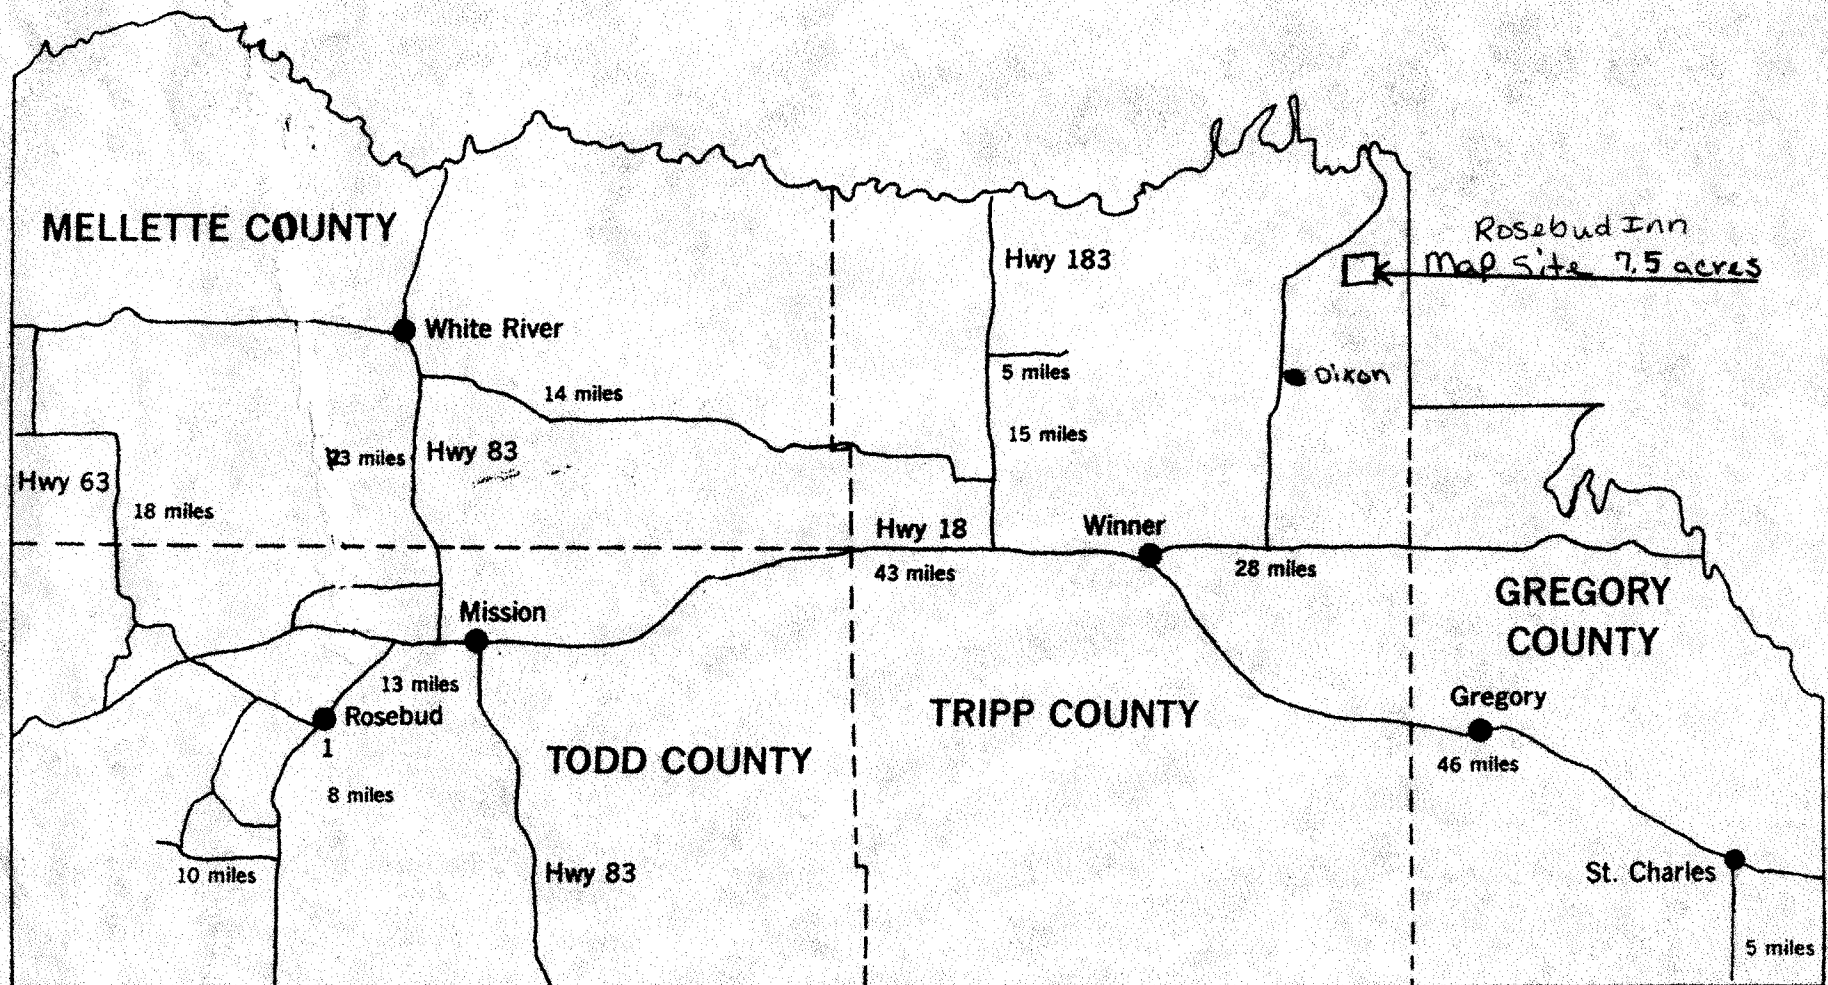 MELLETTE COUNTY
Rosebud Inn
Map Site 7.5 acres
Hwy 183
White River
5 miles
Dixon
14 miles
15 miles
23 miles
Hwy 83
Hwy 63
18 miles
Hwy 18
Winner
43 miles
28 miles
GREGORY
COUNTY
Mission
13 miles
Rosebud
1
TODD COUNTY
TRIPP COUNTY
Gregory
46 miles
8 miles
10 miles
Hwy 83
St. Charles
5 miles